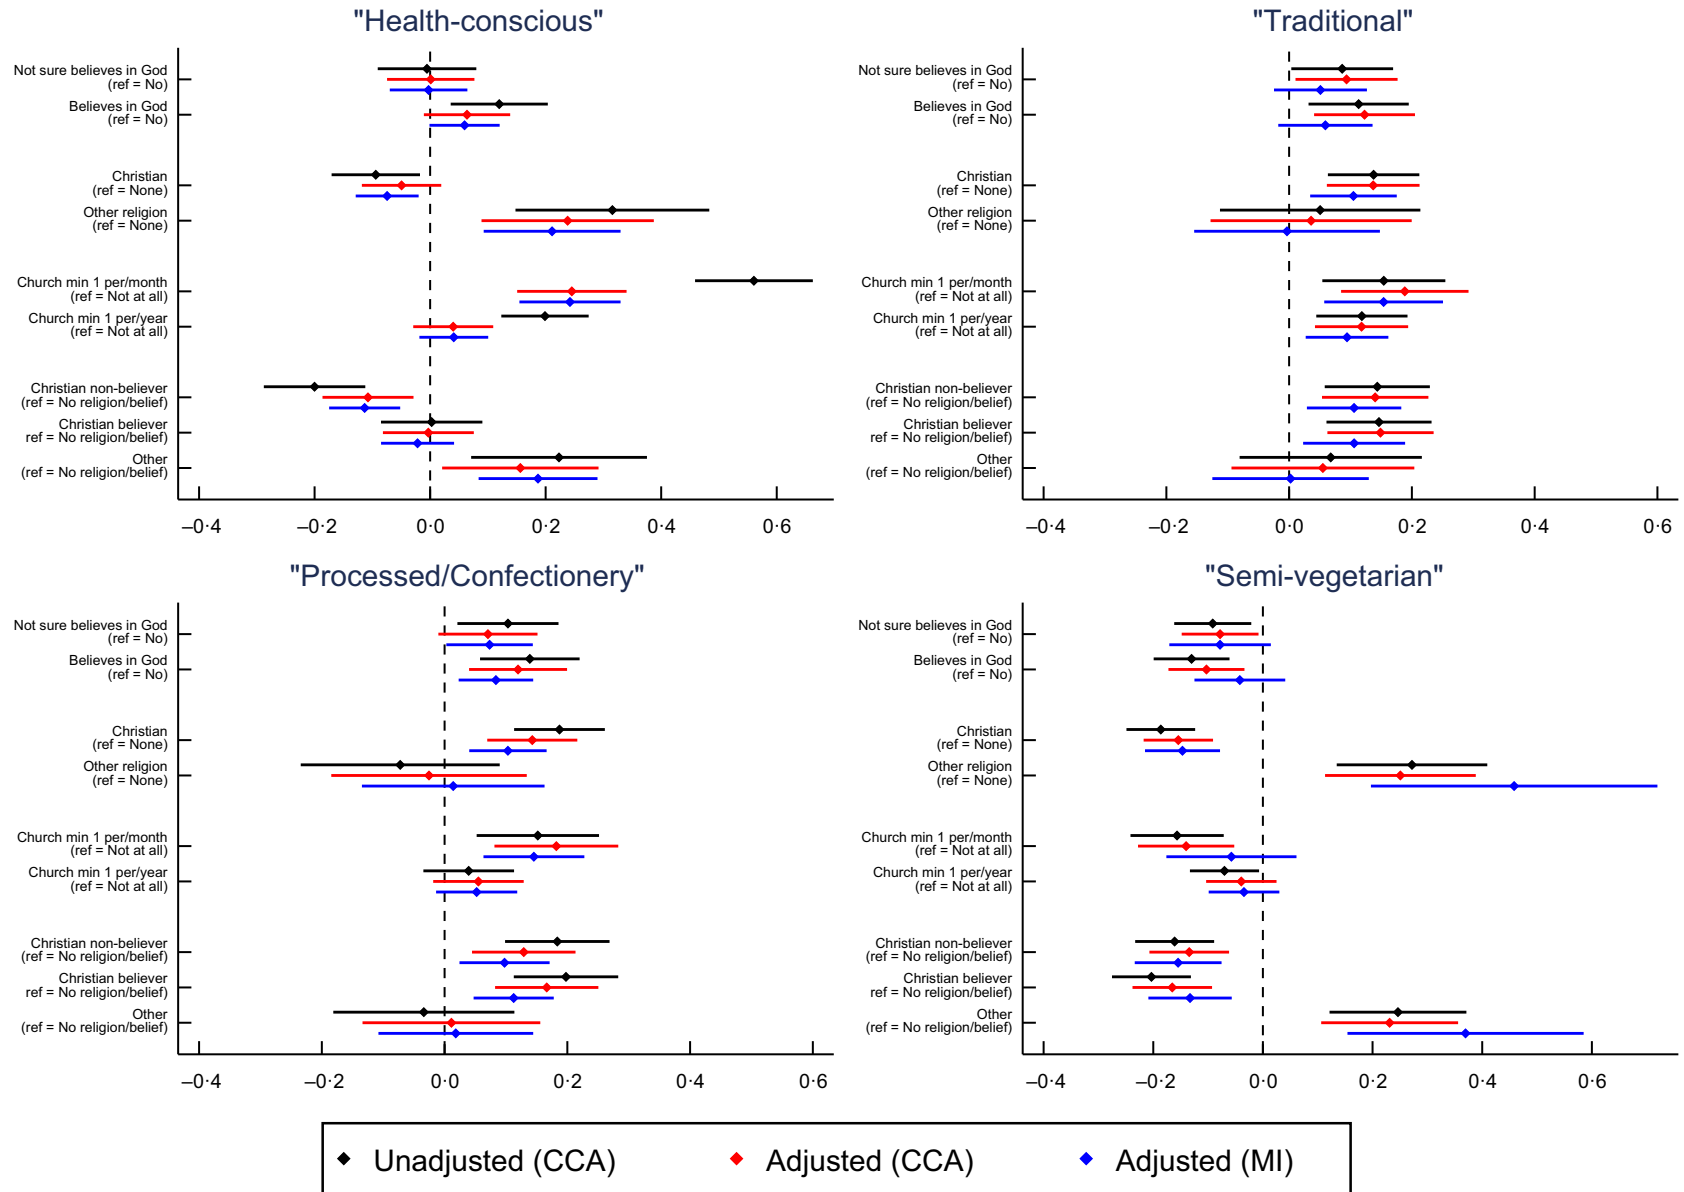 "Health-conscious"
Not sure believes in God
(ref = No)
Believes in God
(ref = No)
Christian
(ref = None)
Other religion
(ref = None)
Church min 1 per/month
(ref = Not at all)
Church min 1 per/year
(ref = Not at all)
Christian non-believer
(ref = No religion/belief)
Christian believer
ref = No religion/belief)
Other
(ref = No religion/belief)
–0·4 –0·2 0·0 0·2 0·4 0·6
"Traditional"
Not sure believes in God
(ref = No)
Believes in God
(ref = No)
Christian
(ref = None)
Other religion
(ref = None)
Church min 1 per/month
(ref = Not at all)
Church min 1 per/year
(ref = Not at all)
Christian non-believer
(ref = No religion/belief)
Christian believer
ref = No religion/belief)
Other
(ref = No religion/belief)
–0·4 –0·2 0·0 0·2 0·4 0·6
"Processed/Confectionery"
Not sure believes in God
(ref = No)
Believes in God
(ref = No)
Christian
(ref = None)
Other religion
(ref = None)
Church min 1 per/month
(ref = Not at all)
Church min 1 per/year
(ref = Not at all)
Christian non-believer
(ref = No religion/belief)
Christian believer
ref = No religion/belief)
Other
(ref = No religion/belief)
–0·4 –0·2 0·0 0·2 0·4 0·6
"Semi-vegetarian"
Not sure believes in God
(ref = No)
Believes in God
(ref = No)
Christian
(ref = None)
Other religion
(ref = None)
Church min 1 per/month
(ref = Not at all)
Church min 1 per/year
(ref = Not at all)
Christian non-believer
(ref = No religion/belief)
Christian believer
ref = No religion/belief)
Other
(ref = No religion/belief)
–0·4 –0·2 0·0 0·2 0·4 0·6
Unadjusted (CCA) Adjusted (CCA) Adjusted (MI)